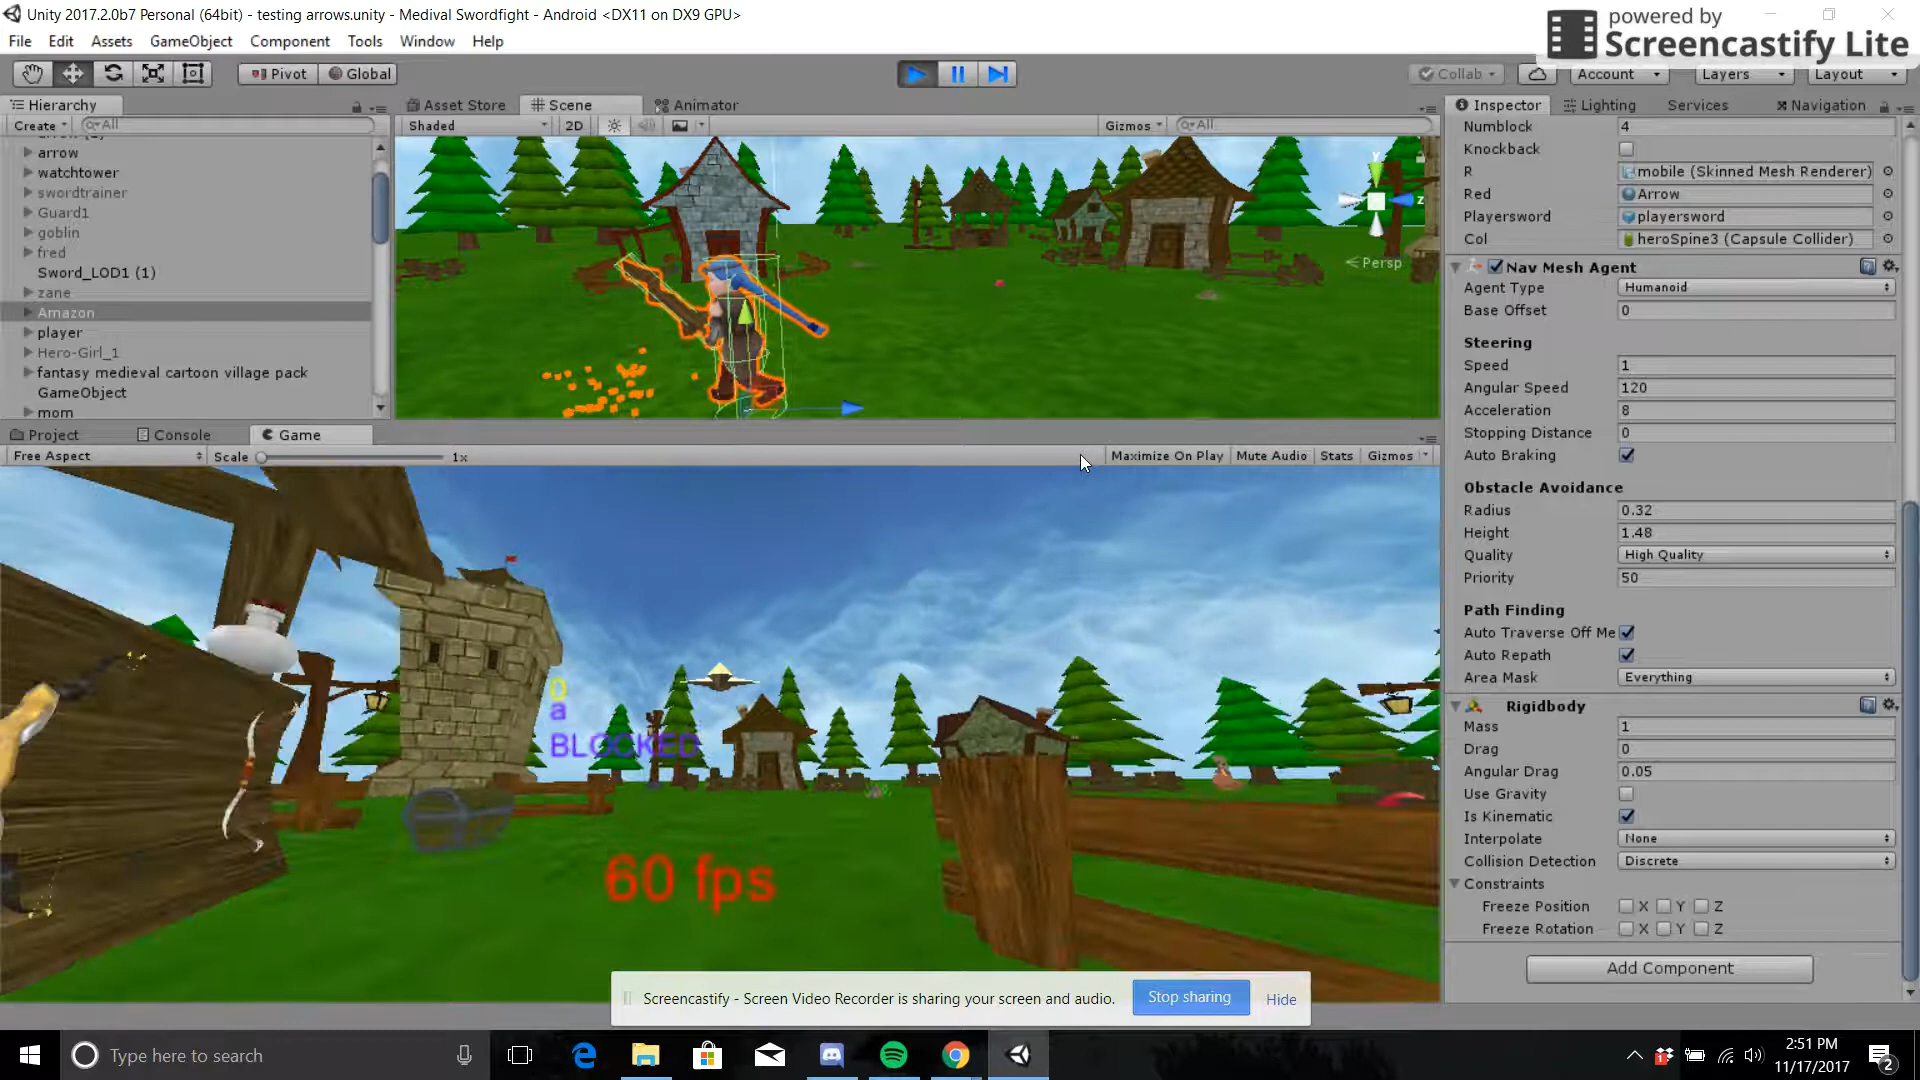 Unity 2017.2.0b7 Personal (64bit) - testing arrows.unity - Medival Swordfight - Android <DX11 on DX9 GPU>
powered by
Screencastify Lite
File Edit Assets GameObject Component Tools Window Help
Pivot Global Collab Account Layers Layout
Hierarchy Asset Store Scene Animator Inspector Lighting Services Navigation
Create All Shaded 2D Gizmos All
arrow
watchtower
swordtrainer
Guard1
goblin
fred
Sword_LOD1 (1)
zane
Amazon
player
Hero-Girl_1
fantasy medieval cartoon village pack
GameObject
mom
y
z
Persp
Numblock 4
Knockback
R mobile (Skinned Mesh Renderer)
Red Arrow
Playersword playersword
Col heroSpine3 (Capsule Collider)
Nav Mesh Agent
Agent Type Humanoid
Base Offset 0
Steering
Speed 1
Angular Speed 120
Acceleration 8
Stopping Distance 0
Auto Braking
Obstacle Avoidance
Radius 0.32
Height 1.48
Quality High Quality
Priority 50
Path Finding
Auto Traverse Off Me
Auto Repath
Area Mask Everything
Rigidbody
Mass 1
Drag 0
Angular Drag 0.05
Use Gravity
Is Kinematic
Interpolate None
Collision Detection Discrete
Constraints
Freeze Position X Y Z
Freeze Rotation X Y Z
Add Component
Project Console Game
Free Aspect Scale 1x Maximize On Play Mute Audio Stats Gizmos
0
a
BLOCKED
60 fps
Screencastify - Screen Video Recorder is sharing your screen and audio. Stop sharing Hide
Type here to search
2:51 PM
11/17/2017
2